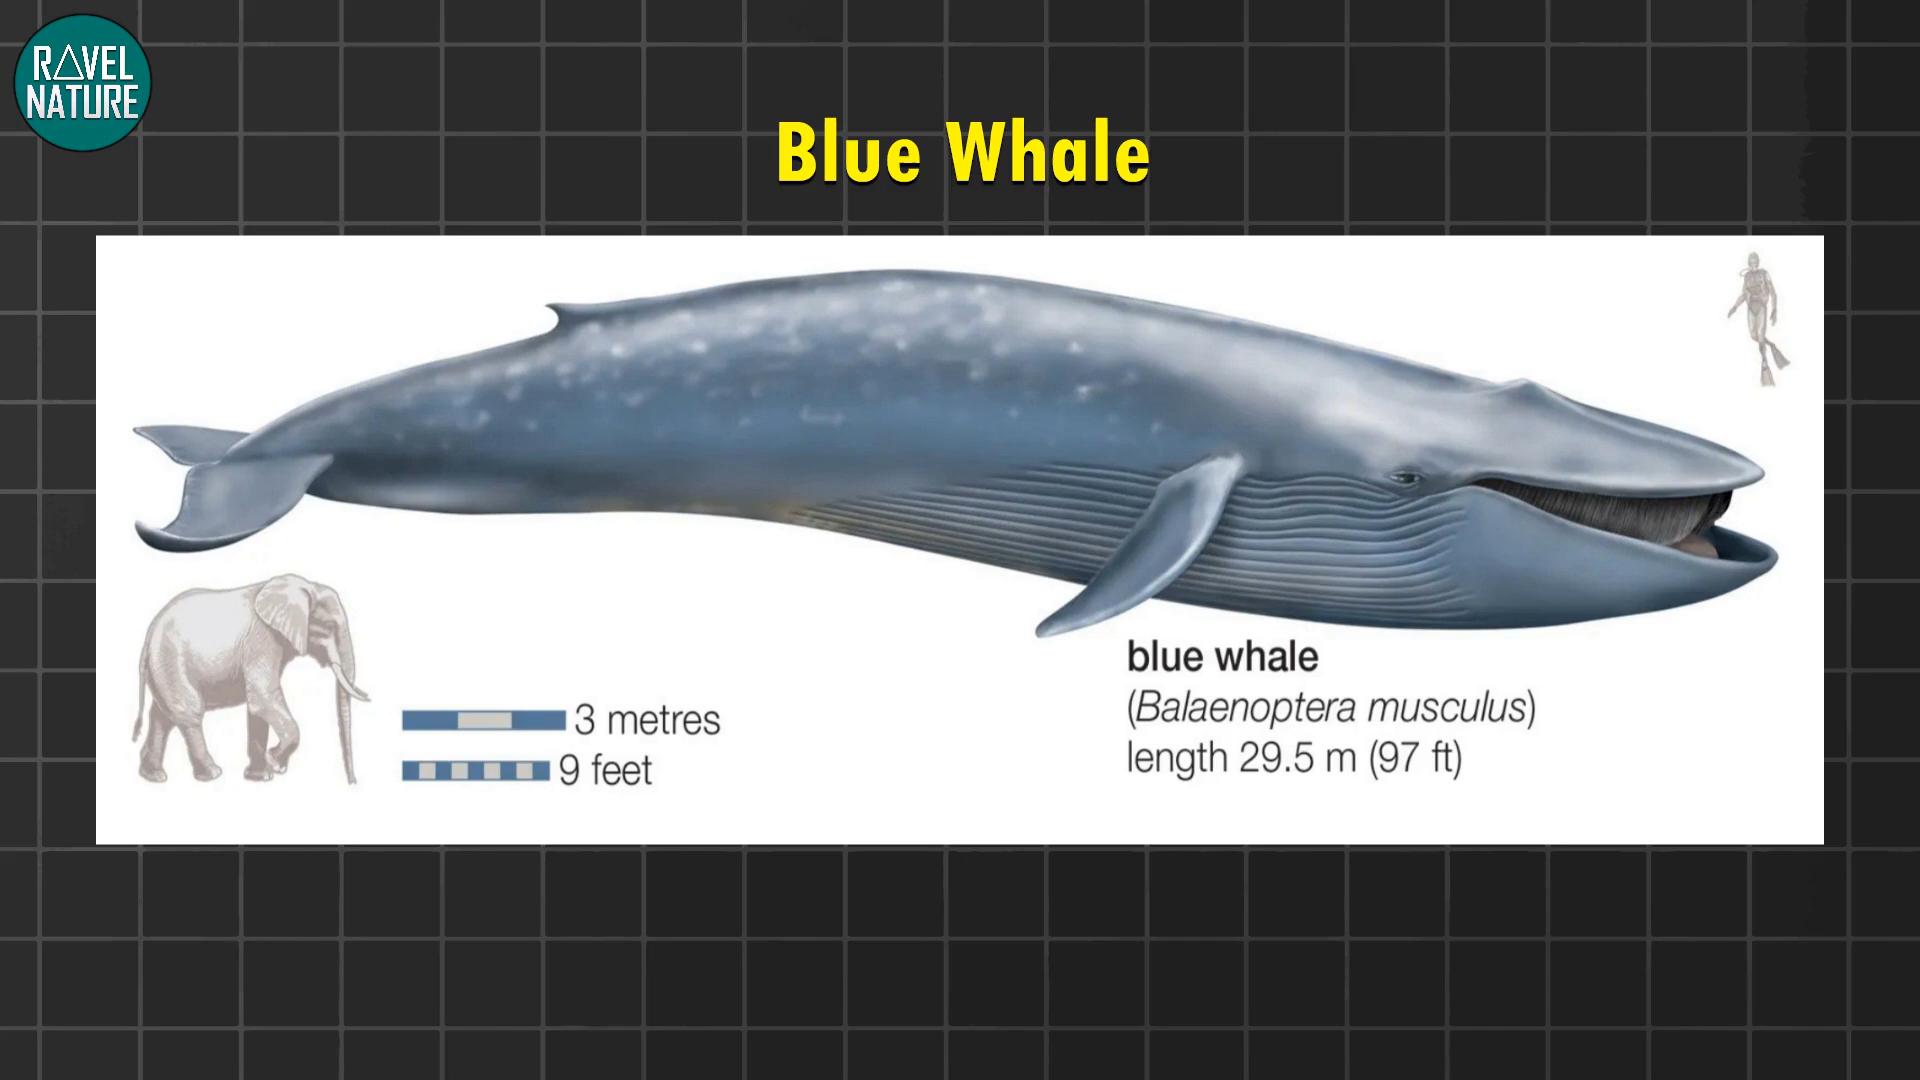 RAVEL
NATURE
Blue Whale
blue whale
(Balaenoptera musculus)
length 29.5 m (97 ft)
3 metres
9 feet